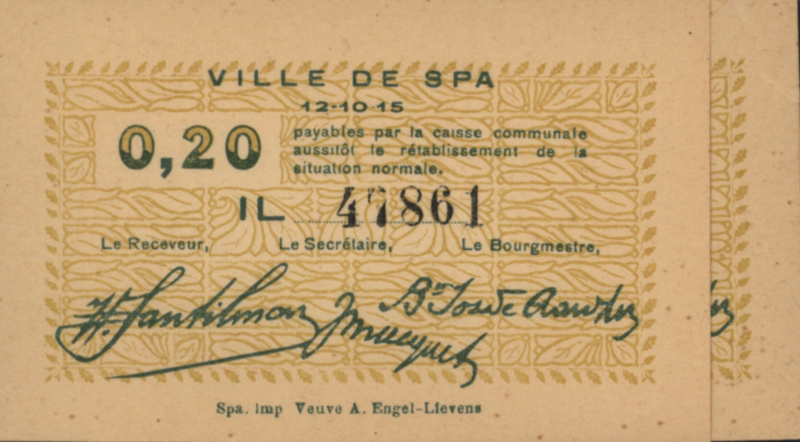 VILLE DE SPA
12-10-15
0,20
payables par la caisse communale
aussitôt le rétablissement de la
situation normale.
IL 47861
Le Receveur, Le Secrétaire, Le Bourgmestre,
Spa. Imp Veuve A. Engel-Lievens